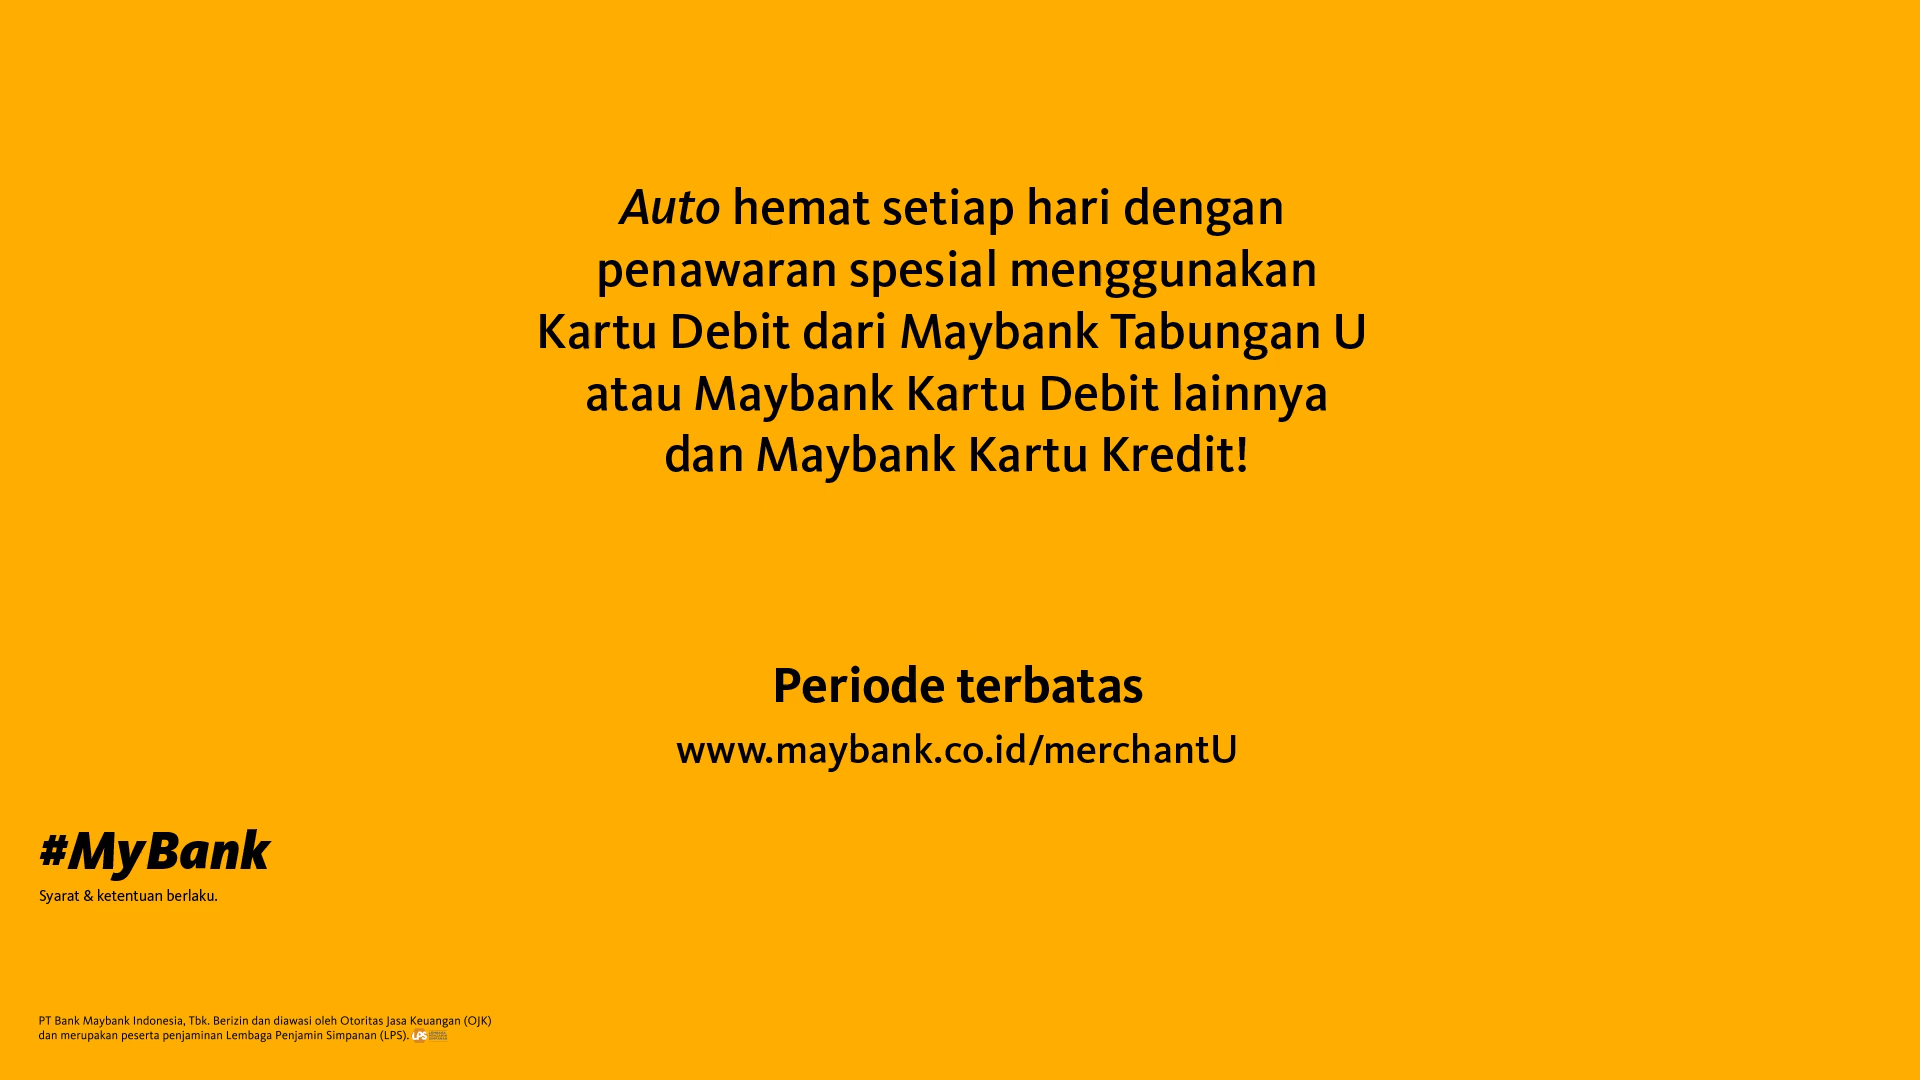 Auto hemat setiap hari dengan
penawaran spesial menggunakan
Kartu Debit dari Maybank Tabungan U
atau Maybank Kartu Debit lainnya
dan Maybank Kartu Kredit!
Periode terbatas
www.maybank.co.id/merchantU
#MyBank
Syarat & ketentuan berlaku.
PT Bank Maybank Indonesia, Tbk. Berizin dan diawasi oleh Otoritas Jasa Keuangan (OJK)
dan merupakan peserta penjaminan Lembaga Penjamin Simpanan (LPS). LPS